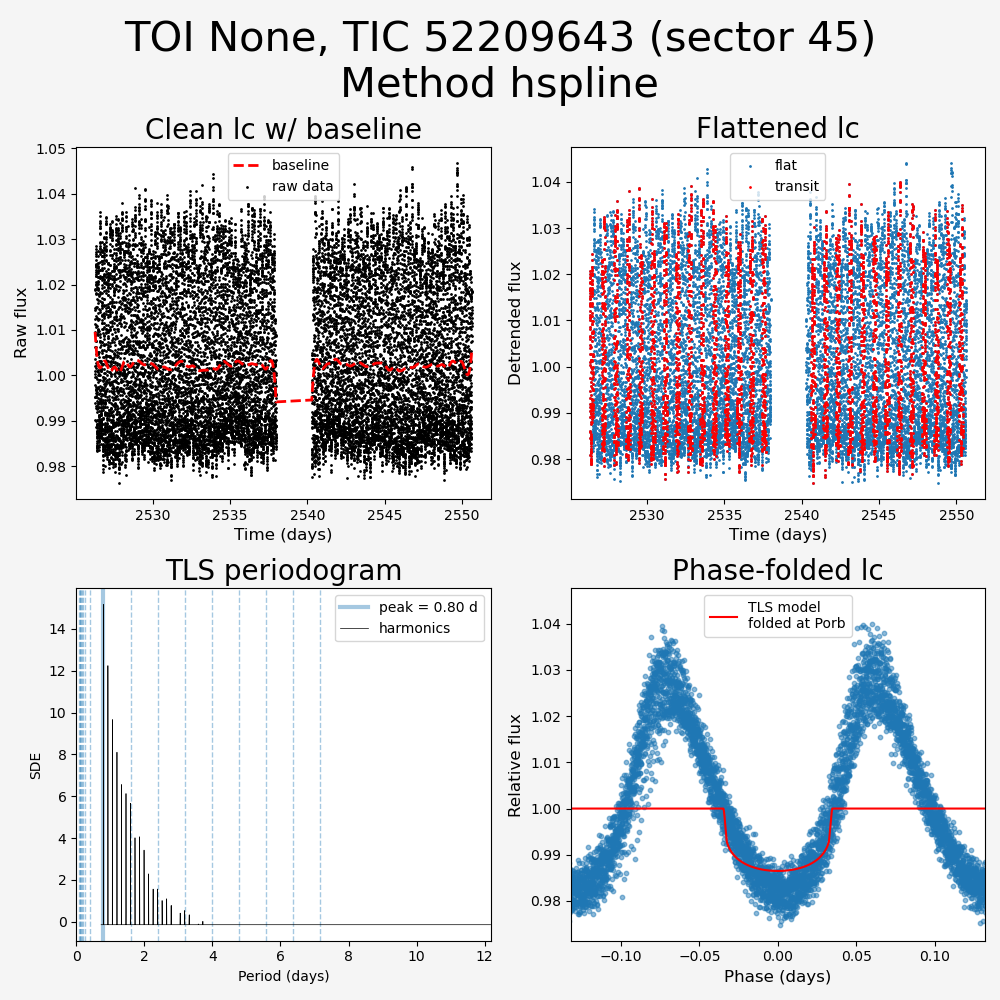 TOI None, TIC 52209643 (sector 45)
Method hspline
Clean lc w/ baseline
Flattened lc
1.05
1.04
1.03
1.02
1.01
1.00
0.99
0.98
Raw flux
baseline
raw data
2530
2535
2540
2545
2550
Time (days)
1.04
1.03
1.02
1.01
1.00
0.99
0.98
Detrended flux
flat
transit
2530
2535
2540
2545
2550
Time (days)
TLS periodogram
Phase-folded lc
14
12
10
8
6
4
2
0
SDE
peak = 0.80 d
harmonics
0
2
4
6
8
10
12
Period (days)
1.04
1.03
1.02
1.01
1.00
0.99
0.98
Relative flux
TLS model
folded at Porb
−0.10
−0.05
0.00
0.05
0.10
Phase (days)